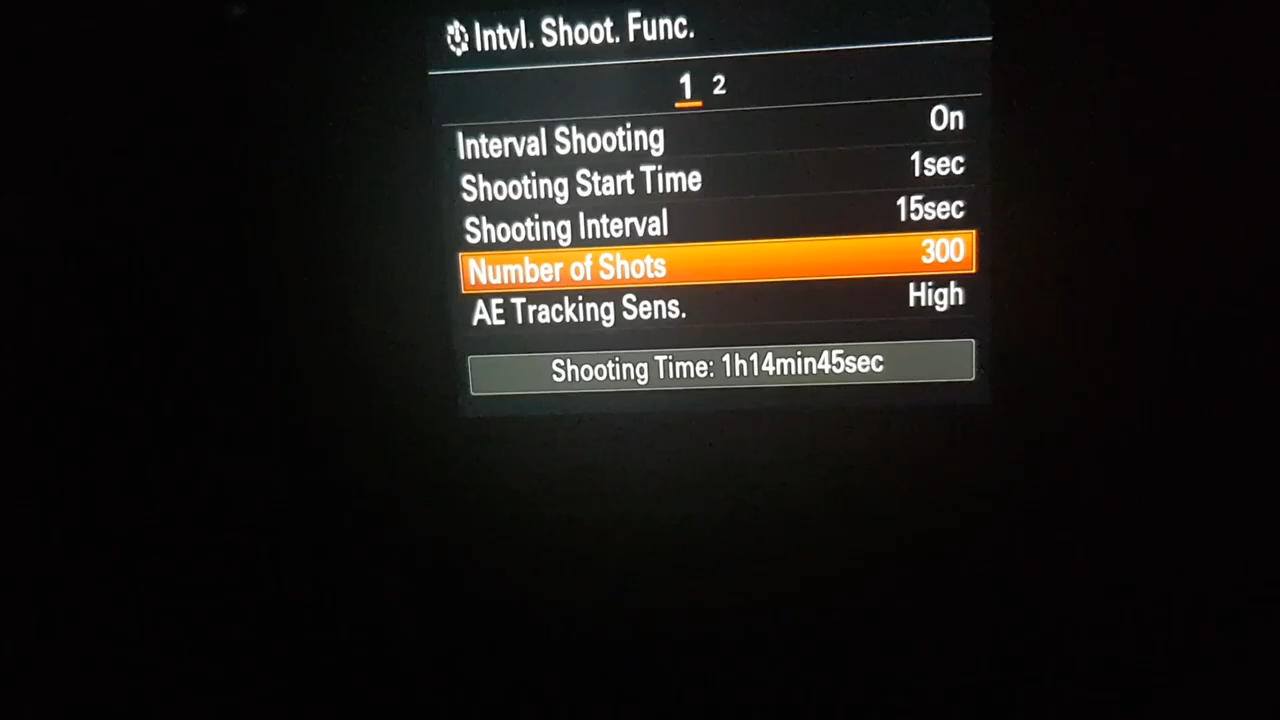 Intvl. Shoot. Func.
1 2
Interval Shooting On
Shooting Start Time 1sec
Shooting Interval 15sec
Number of Shots 300
AE Tracking Sens. High
Shooting Time: 1h14min45sec